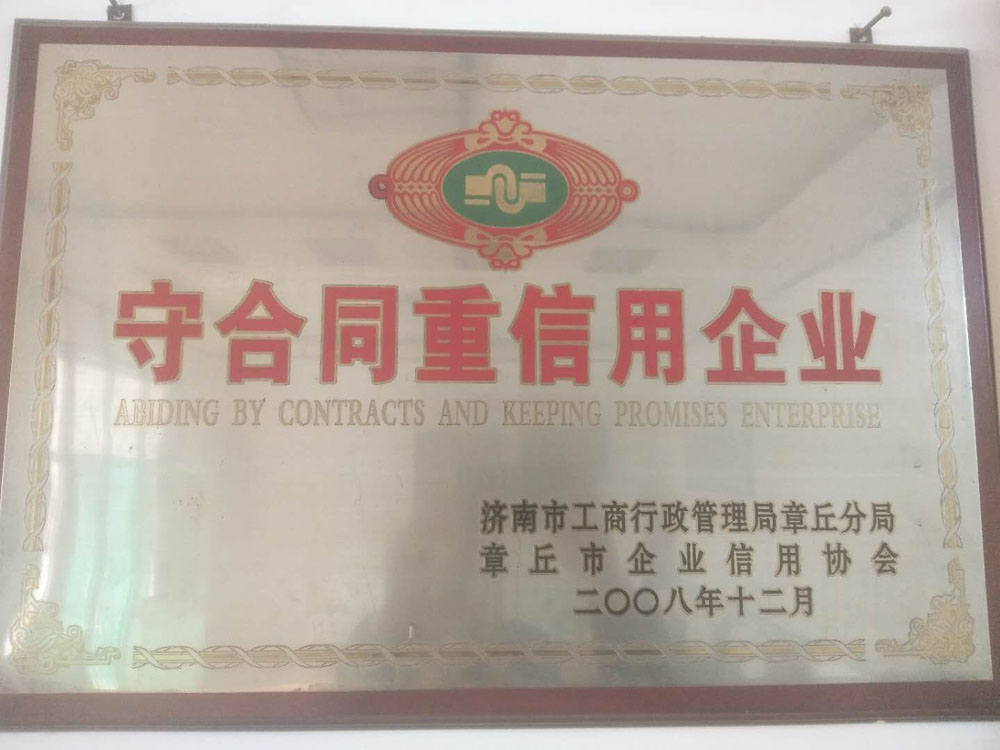 守合同重信用企业
ABIDING BY CONTRACTS AND KEEPING PROMISES ENTERPRISE
济南市工商行政管理局章丘分局
章丘市企业信用协会
二〇〇八年十二月